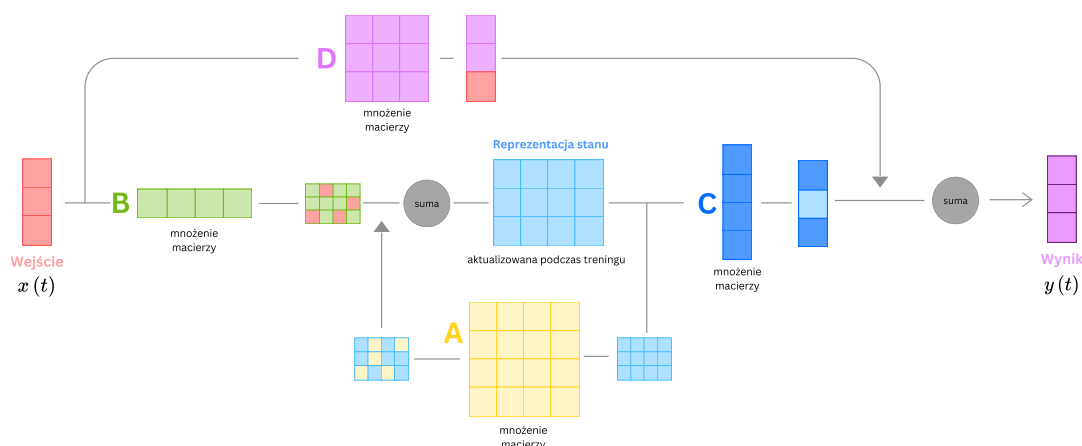 D
mnożenie
macierzy
Reprezentacja stanu
B
mnożenie
macierzy
suma
aktualizowana podczas treningu
C
mnożenie
macierzy
suma
Wejście
x (t)
Wynik
y (t)
A
mnożenie
macierzy